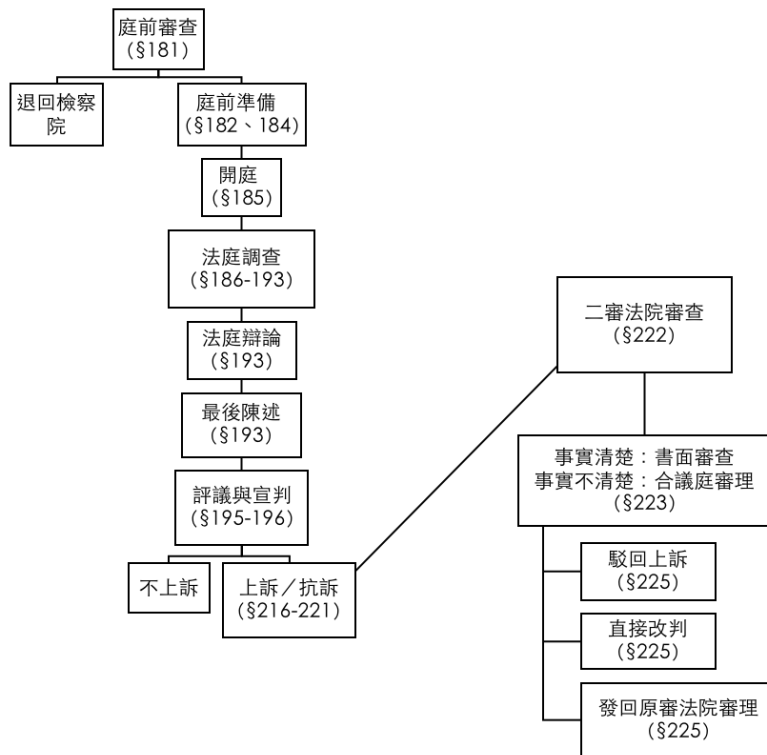 庭前審查
(§181)
退回檢察
院
庭前準備
(§182、184)
開庭
(§185)
法庭調查
(§186-193)
法庭辯論
(§193)
最後陳述
(§193)
評議與宣判
(§195-196)
不上訴
上訴／抗訴
(§216-221)
二審法院審查
(§222)
事實清楚：書面審查
事實不清楚：合議庭審理
(§223)
駁回上訴
(§225)
直接改判
(§225)
發回原審法院審理
(§225)